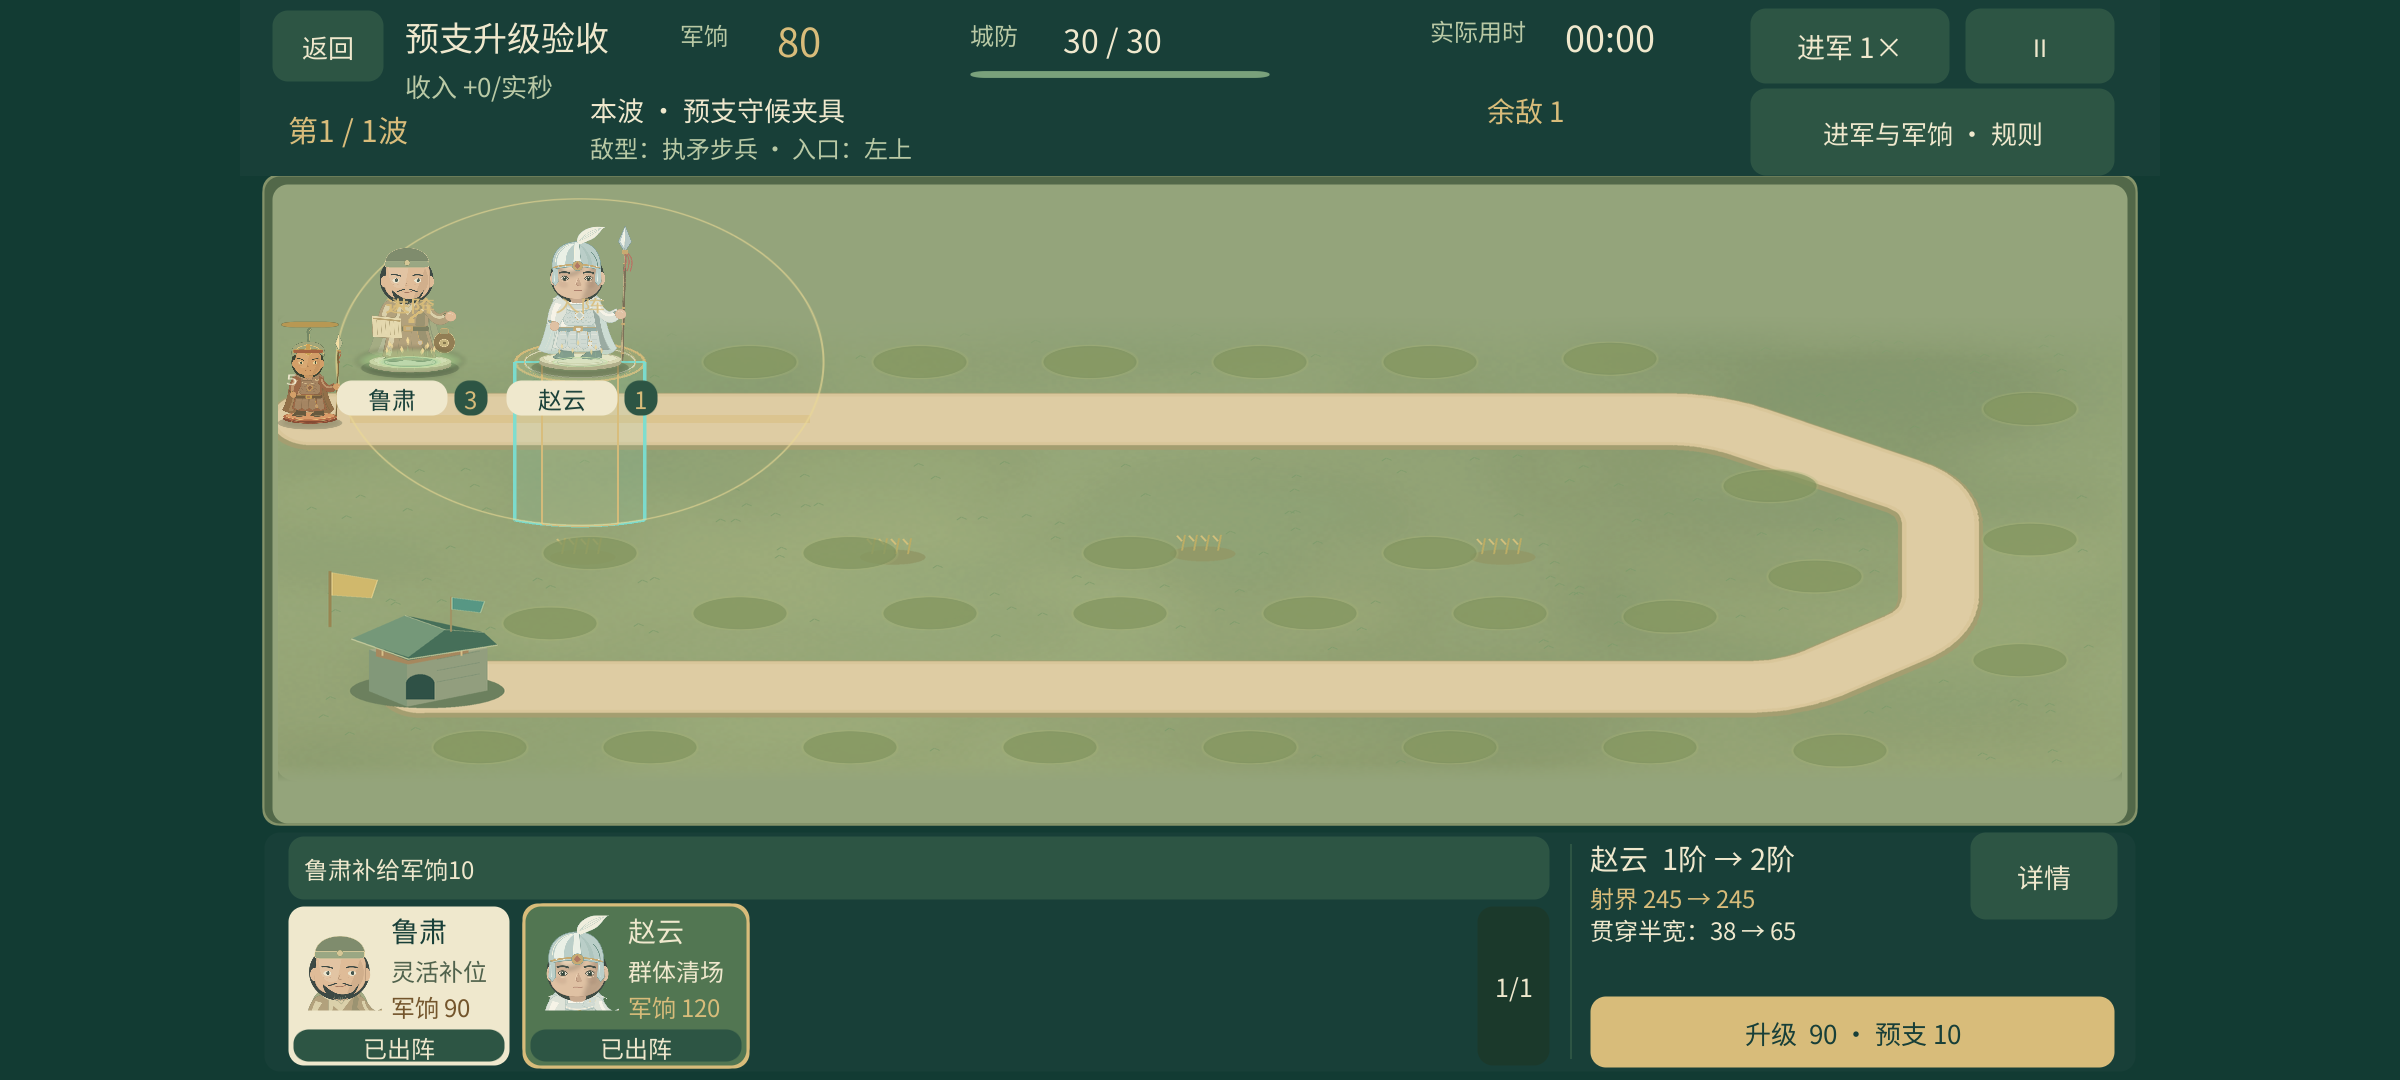 返回
预支升级验收
军饷 80
城防 30 / 30
实际用时 00:00
进军 1×
II
收入 +0/实秒
第1 / 1波
本波 · 预支守候夹具
余敌 1
敌型：执矛步兵 · 入口：左上
进军与军饷 · 规则
5
鲁肃 3
赵云 1
鲁肃补给军饷10
鲁肃
灵活补位
军饷 90
已出阵
赵云
群体清场
军饷 120
已出阵
1/1
赵云 1阶→2阶
射界 245→245
贯穿半宽：38→65
详情
升级 90 · 预支 10